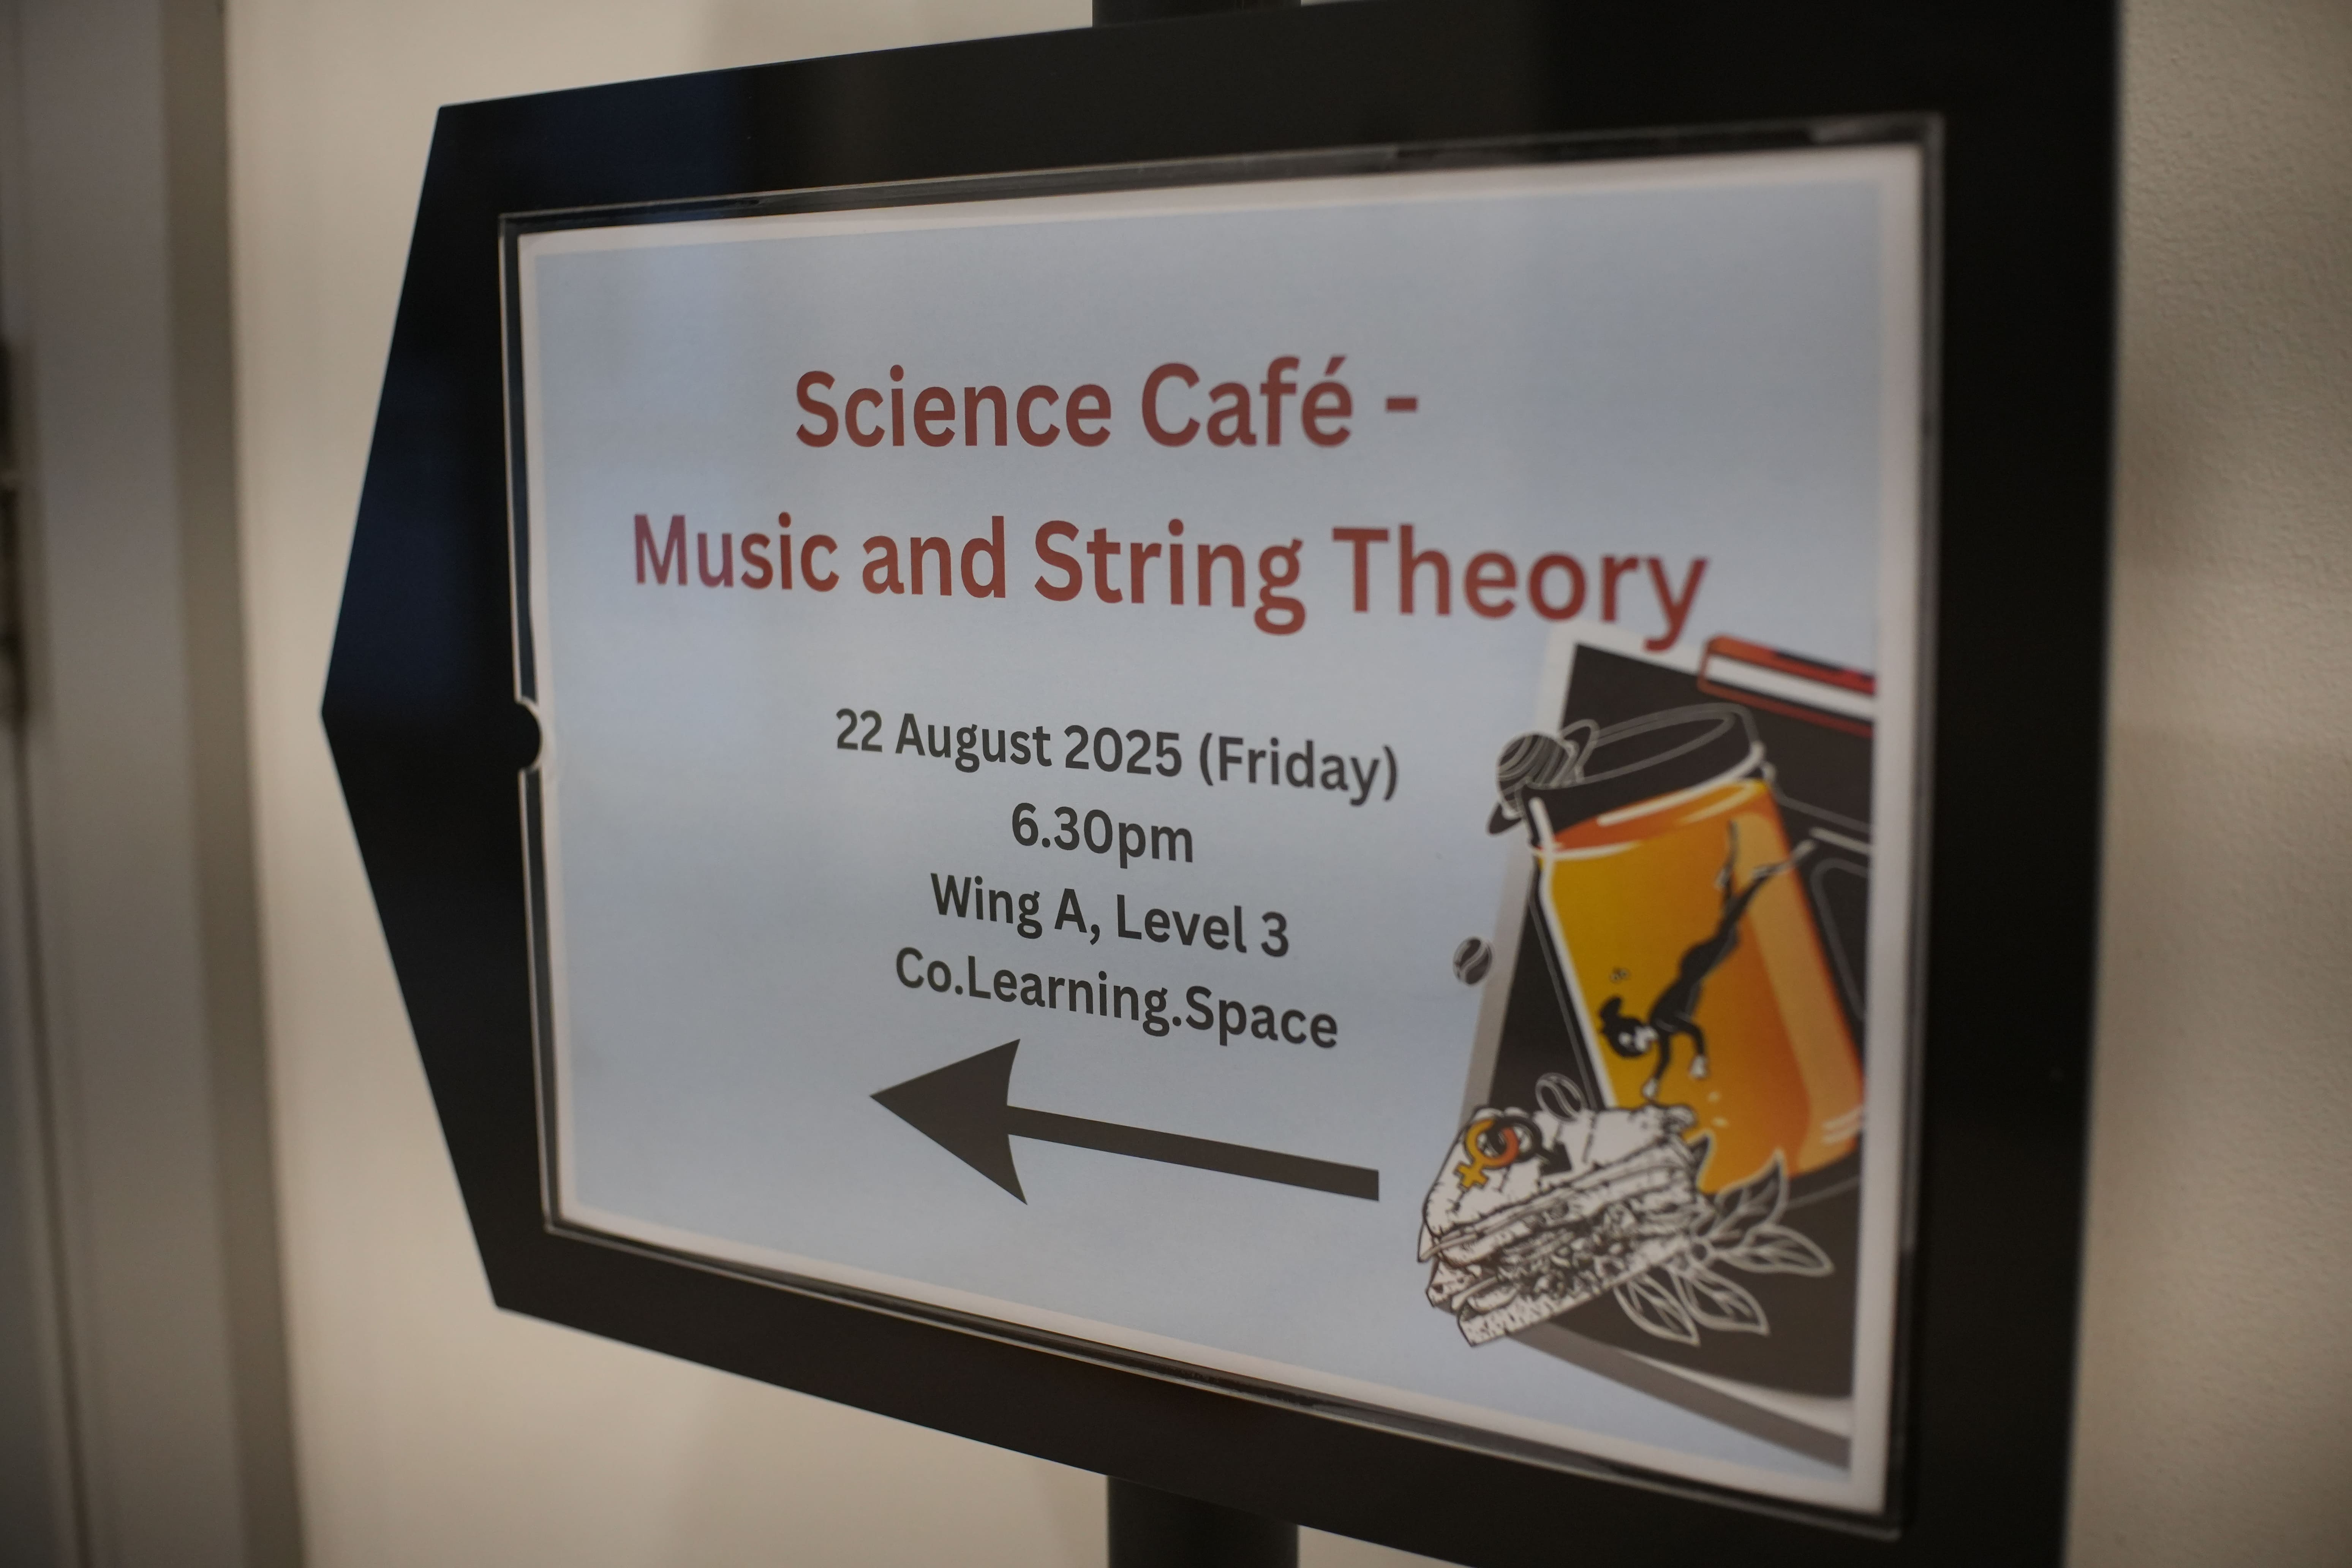 Science Café -
Music and String Theory
22 August 2025 (Friday)
6.30pm
Wing A, Level 3
Co.Learning.Space